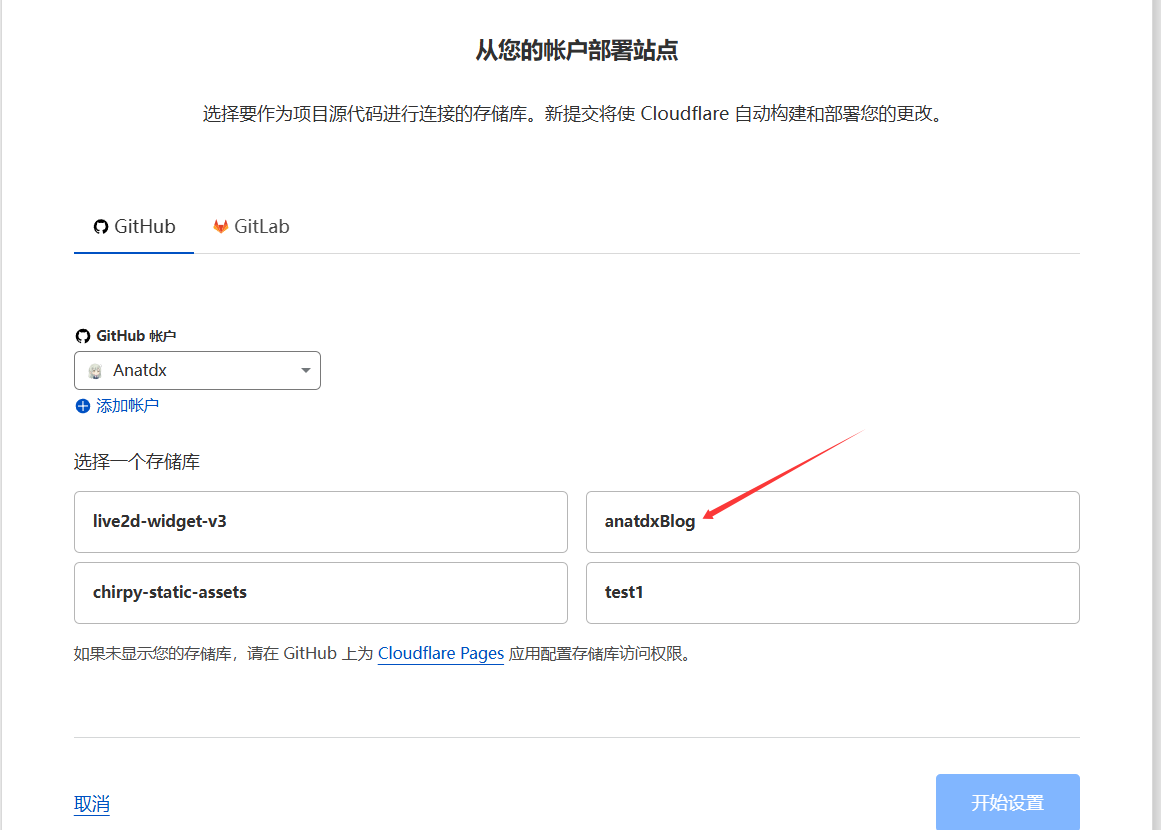 从您的帐户部署站点
选择要作为项目源代码进行连接的存储库。新提交将使 Cloudflare 自动构建和部署您的更改。
GitHub GitLab
GitHub 帐户
Anatdx
添加帐户
选择一个存储库
live2d-widget-v3 anatdxBlog
chirpy-static-assets test1
如果未显示您的存储库，请在 GitHub 上为 Cloudflare Pages 应用配置存储库访问权限。
取消 开始设置